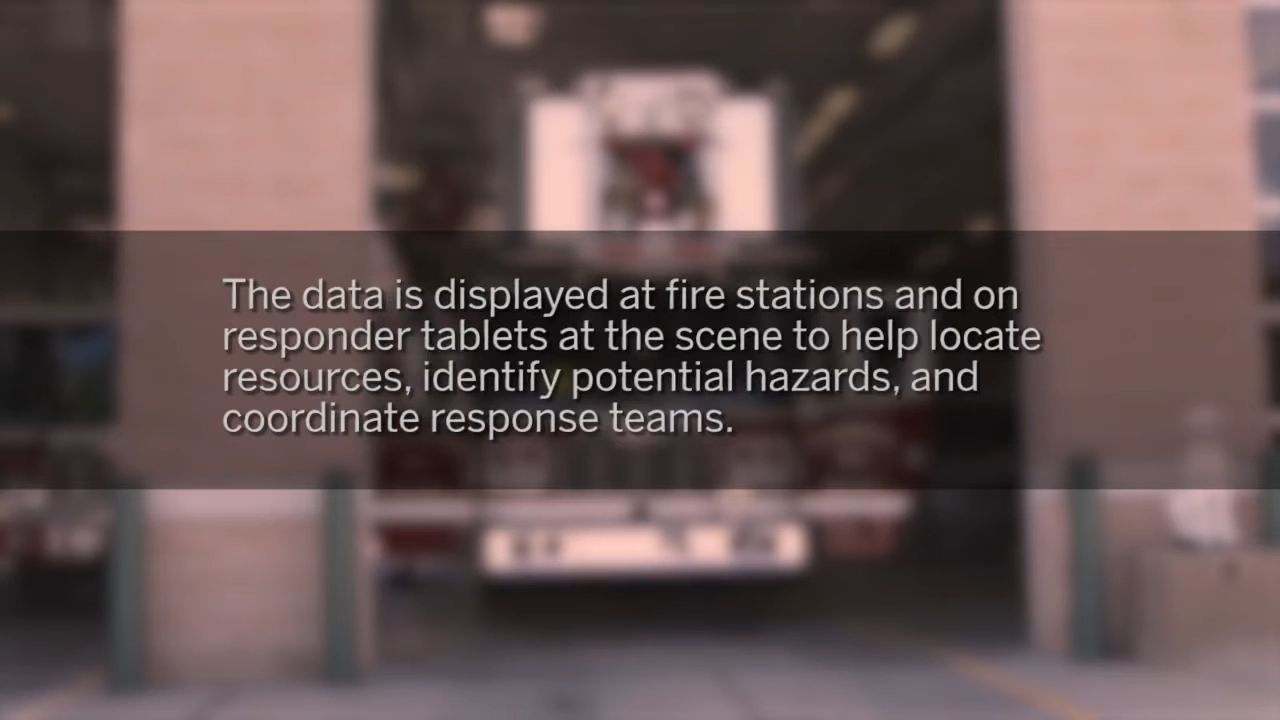 The data is displayed at fire stations and on
responder tablets at the scene to help locate
resources, identify potential hazards, and
coordinate response teams.